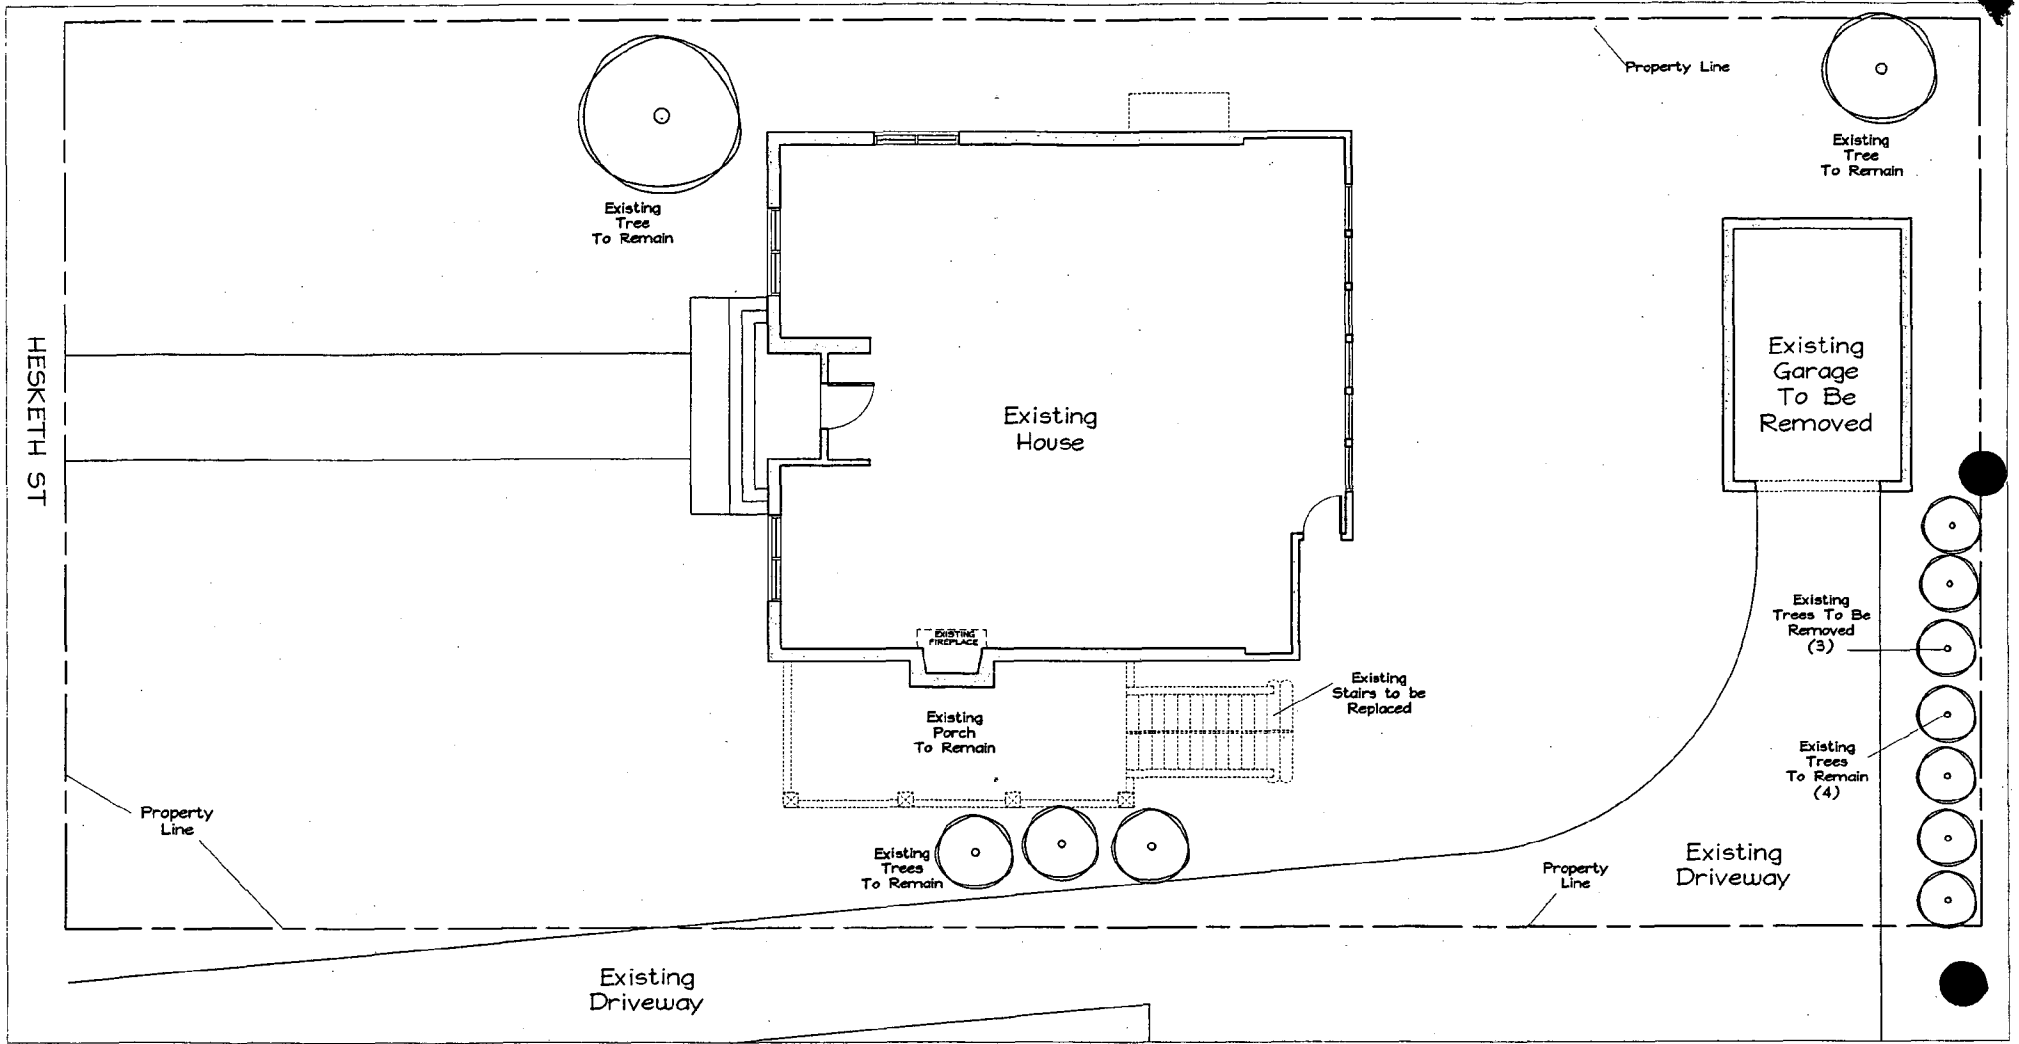 Property Line
Existing
Tree
To Remain
Existing
Tree
To Remain
HESKETH ST
Existing
Garage
To Be
Removed
Existing
House
Existing
Trees To Be
Removed
(3)
EXISTING
FIREPLACE
Existing
Stairs to be
Replaced
Existing
Porch
To Remain
Existing
Trees
To Remain
(4)
Property
Line
Existing
Trees
To Remain
Property
Line
Existing
Driveway
Existing
Driveway